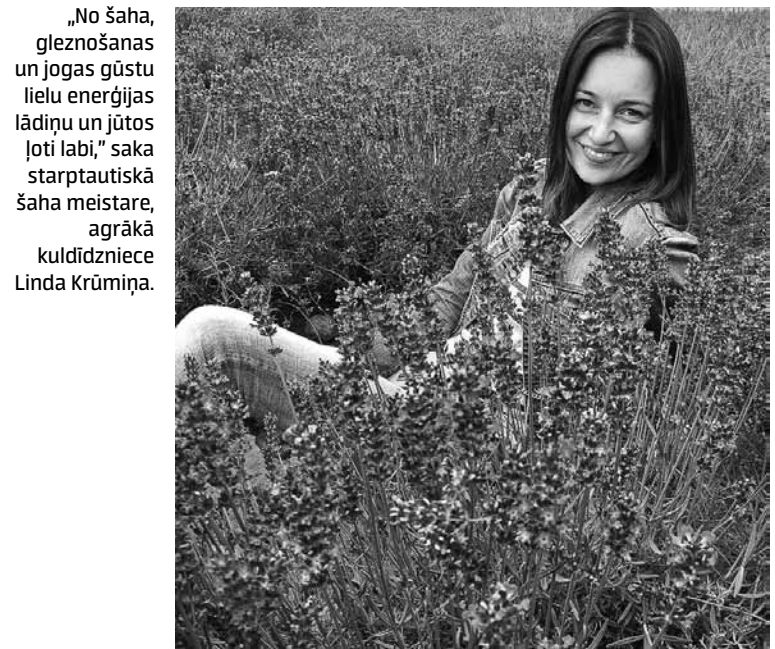 „No šaha,
gleznošanas
un jogas gūstu
lielu enerģijas
lādiņu un jūtos
ļoti labi,” saka
starptautiskā
šaha meistare,
agrākā
kuldīdzniece
Linda Krūmiņa.